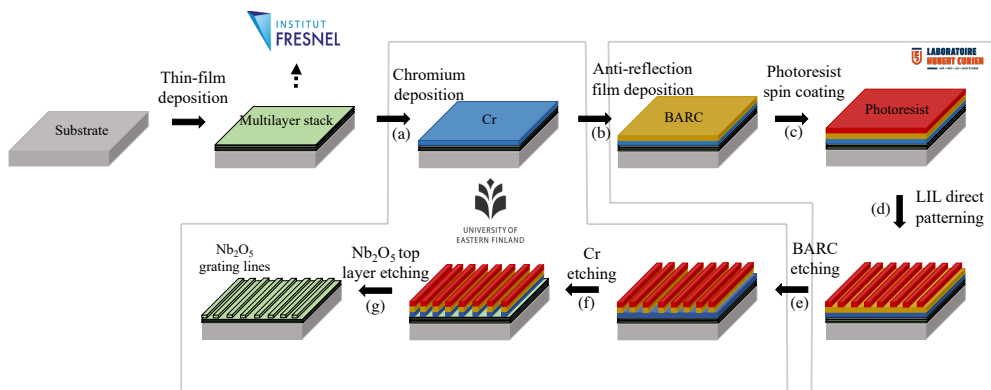 INSTITUT
FRESNEL
LABORATOIRE
HUBERT CURIEN
Thin-film
deposition
Chromium
deposition
Anti-reflection
film deposition
Photoresist
spin coating
Substrate
Multilayer stack
(a)
Cr
(b)
BARC
(c)
Photoresist
(d)
LIL direct
patterning
UNIVERSITY OF
EASTERN FINLAND
Nb₂O₅
grating lines
Nb₂O₅ top
layer etching
(g)
Cr
etching
(f)
BARC
etching
(e)